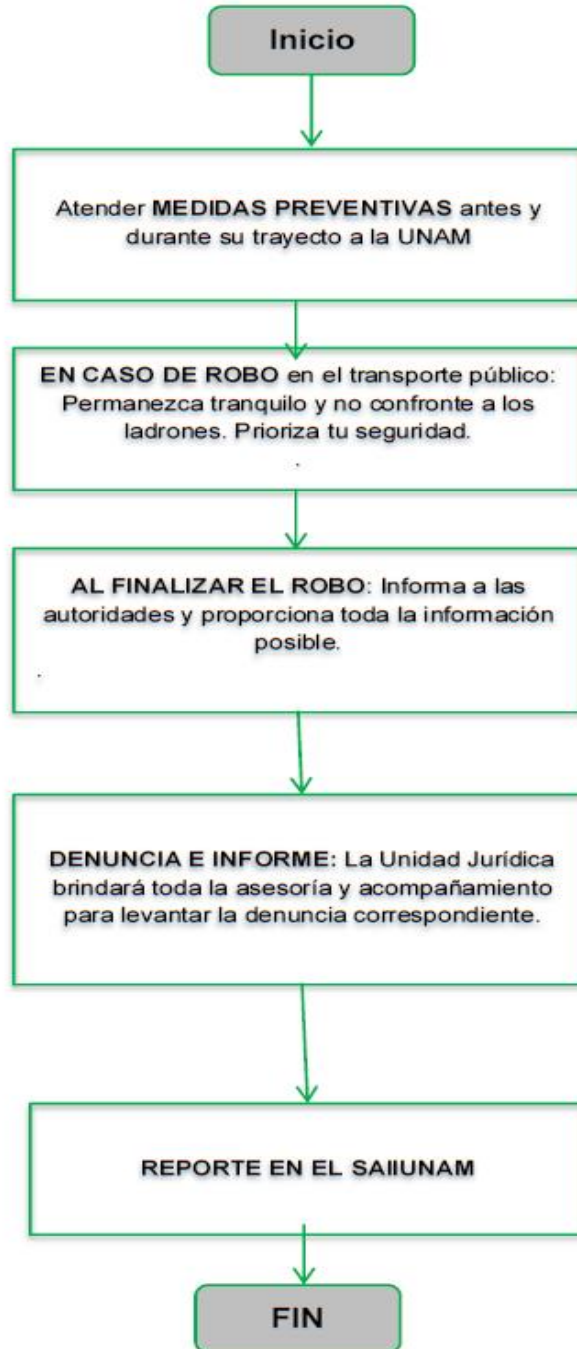 Inicio
Atender MEDIDAS PREVENTIVAS antes y
durante su trayecto a la UNAM
EN CASO DE ROBO en el transporte público:
Permanezca tranquilo y no confronte a los
ladrones. Prioriza tu seguridad.
.
AL FINALIZAR EL ROBO: Informa a las
autoridades y proporciona toda la información
posible.
.
DENUNCIA E INFORME: La Unidad Jurídica
brindará toda la asesoría y acompañamiento
para levantar la denuncia correspondiente.
REPORTE EN EL SAIIUNAM
FIN